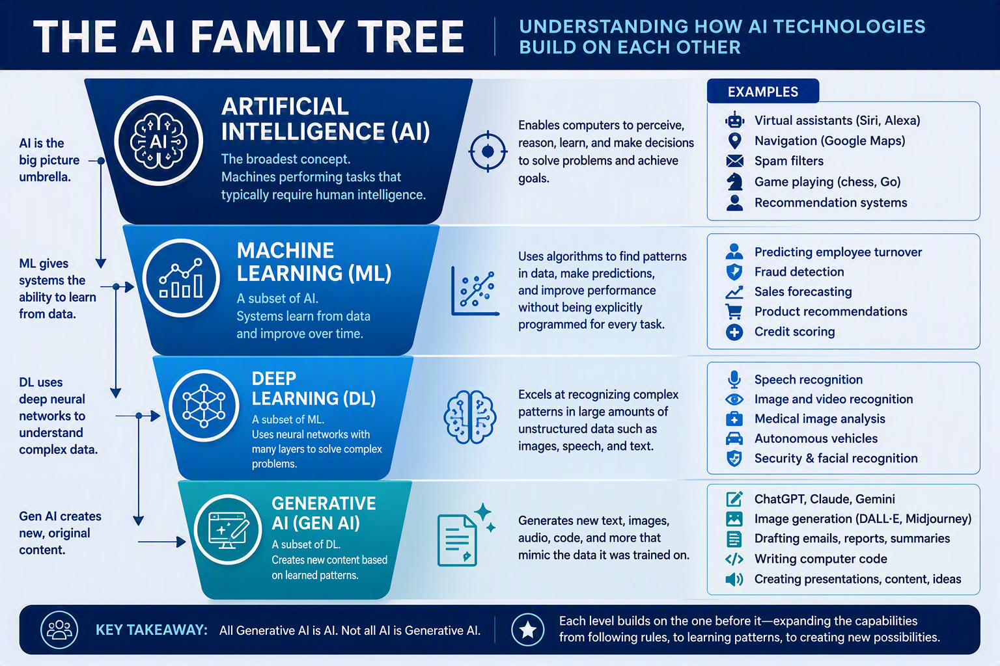 THE AI FAMILY TREE
UNDERSTANDING HOW AI TECHNOLOGIES
BUILD ON EACH OTHER
AI is the
big picture
umbrella.
AI
ARTIFICIAL
INTELLIGENCE (AI)
The broadest concept.
Machines performing tasks that
typically require human intelligence.
Enables computers to perceive,
reason, learn, and make decisions
to solve problems and achieve
goals.
EXAMPLES
Virtual assistants (Siri, Alexa)
Navigation (Google Maps)
Spam filters
Game playing (chess, Go)
Recommendation systems
ML gives
systems the
ability to learn
from data.
MACHINE
LEARNING (ML)
A subset of AI.
Systems learn from data
and improve over time.
Uses algorithms to find patterns
in data, make predictions,
and improve performance
without being explicitly
programmed for every task.
Predicting employee turnover
Fraud detection
Sales forecasting
Product recommendations
Credit scoring
DL uses
deep neural
networks to
understand
complex data.
DEEP
LEARNING (DL)
A subset of ML.
Uses neural networks with
many layers to solve complex
problems.
Excels at recognizing complex
patterns in large amounts of
unstructured data such as
images, speech, and text.
Speech recognition
Image and video recognition
Medical image analysis
Autonomous vehicles
Security & facial recognition
Gen AI creates
new, original
content.
GENERATIVE
AI (GEN AI)
A subset of DL.
Creates new content based
on learned patterns.
Generates new text, images,
audio, code, and more that
mimic the data it was trained on.
ChatGPT, Claude, Gemini
Image generation (DALL·E, Midjourney)
Drafting emails, reports, summaries
Writing computer code
Creating presentations, content, ideas
KEY TAKEAWAY: All Generative AI is AI. Not all AI is Generative AI.
Each level builds on the one before it—expanding the capabilities
from following rules, to learning patterns, to creating new possibilities.